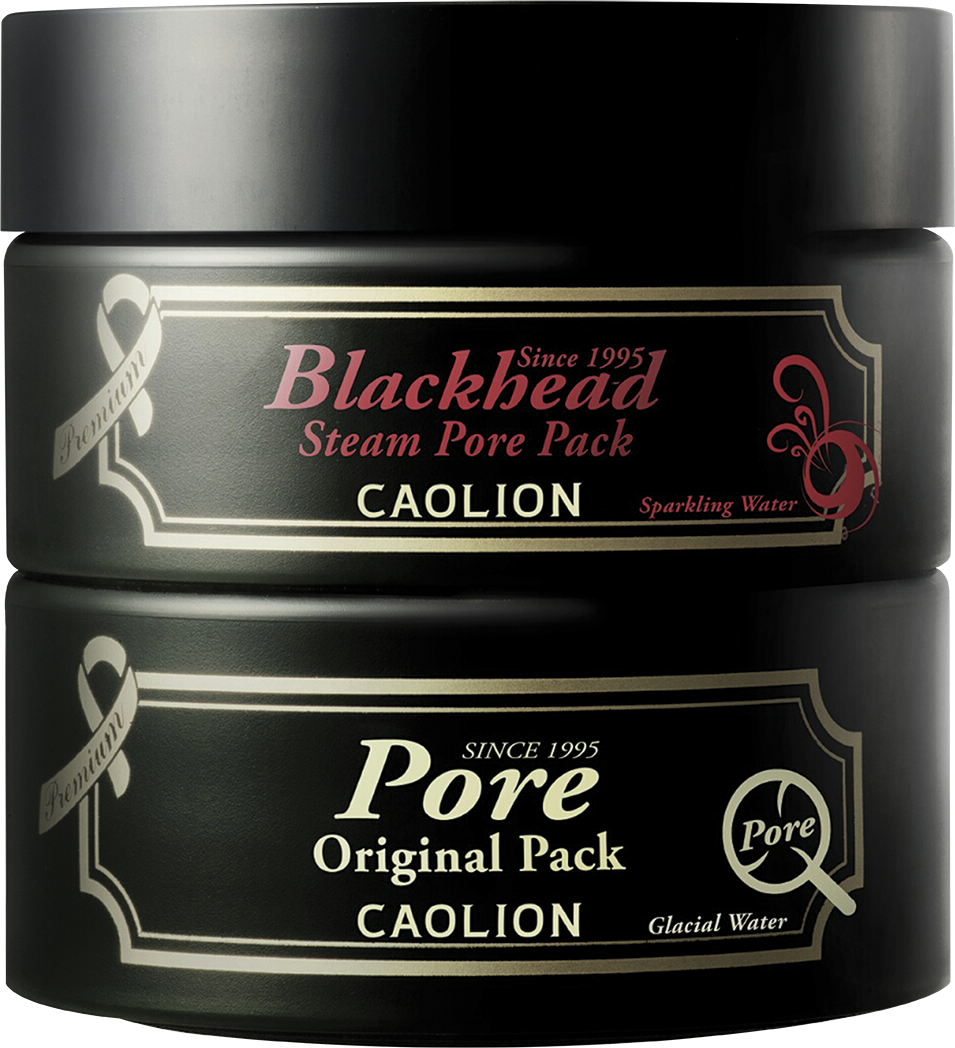 Premium
Since 1995
Blackhead
Steam Pore Pack
CAOLION
Sparkling Water
Premium
SINCE 1995
Pore
Original Pack
CAOLION
Pore
Glacial Water